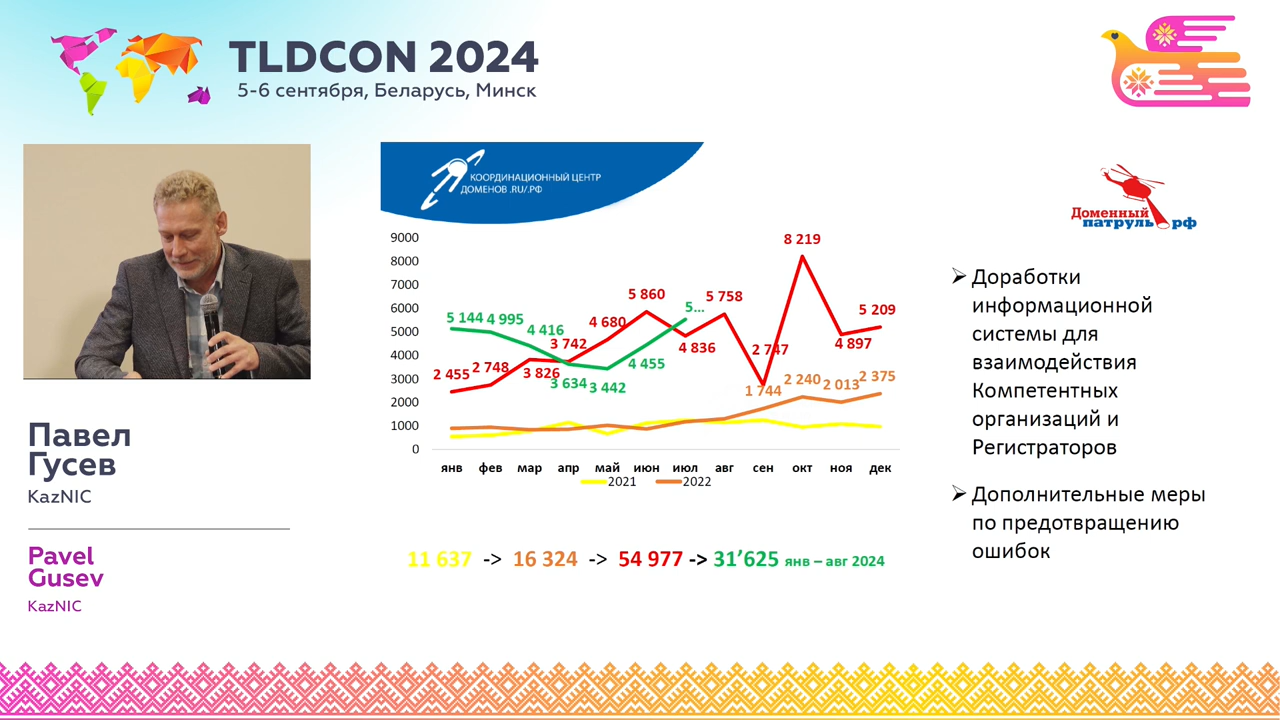 TLDCON 2024
5-6 сентября, Беларусь, Минск
Павел
Гусев
KazNIC
Pavel
Gusev
KazNIC
КООРДИНАЦИОННЫЙ ЦЕНТР
ДОМЕНОВ .RU/.РФ
9000
8000
7000
6000
5000
4000
3000
2000
1000
0
5 144
4 995
4 416
3 634
3 442
4 455
5...
2 455
2 748
3 826
3 742
4 680
5 860
4 836
5 758
2 747
8 219
4 897
5 209
1 744
2 240
2 013
2 375
янв фев мар апр май июн июл авг сен окт ноя дек
2021 2022
11 637 -> 16 324 -> 54 977 -> 31’625 янв – авг 2024
Доменный
патруль рф
➢ Доработки
информационной
системы для
взаимодействия
Компетентных
организаций и
Регистраторов
➢ Дополнительные меры
по предотвращению
ошибок